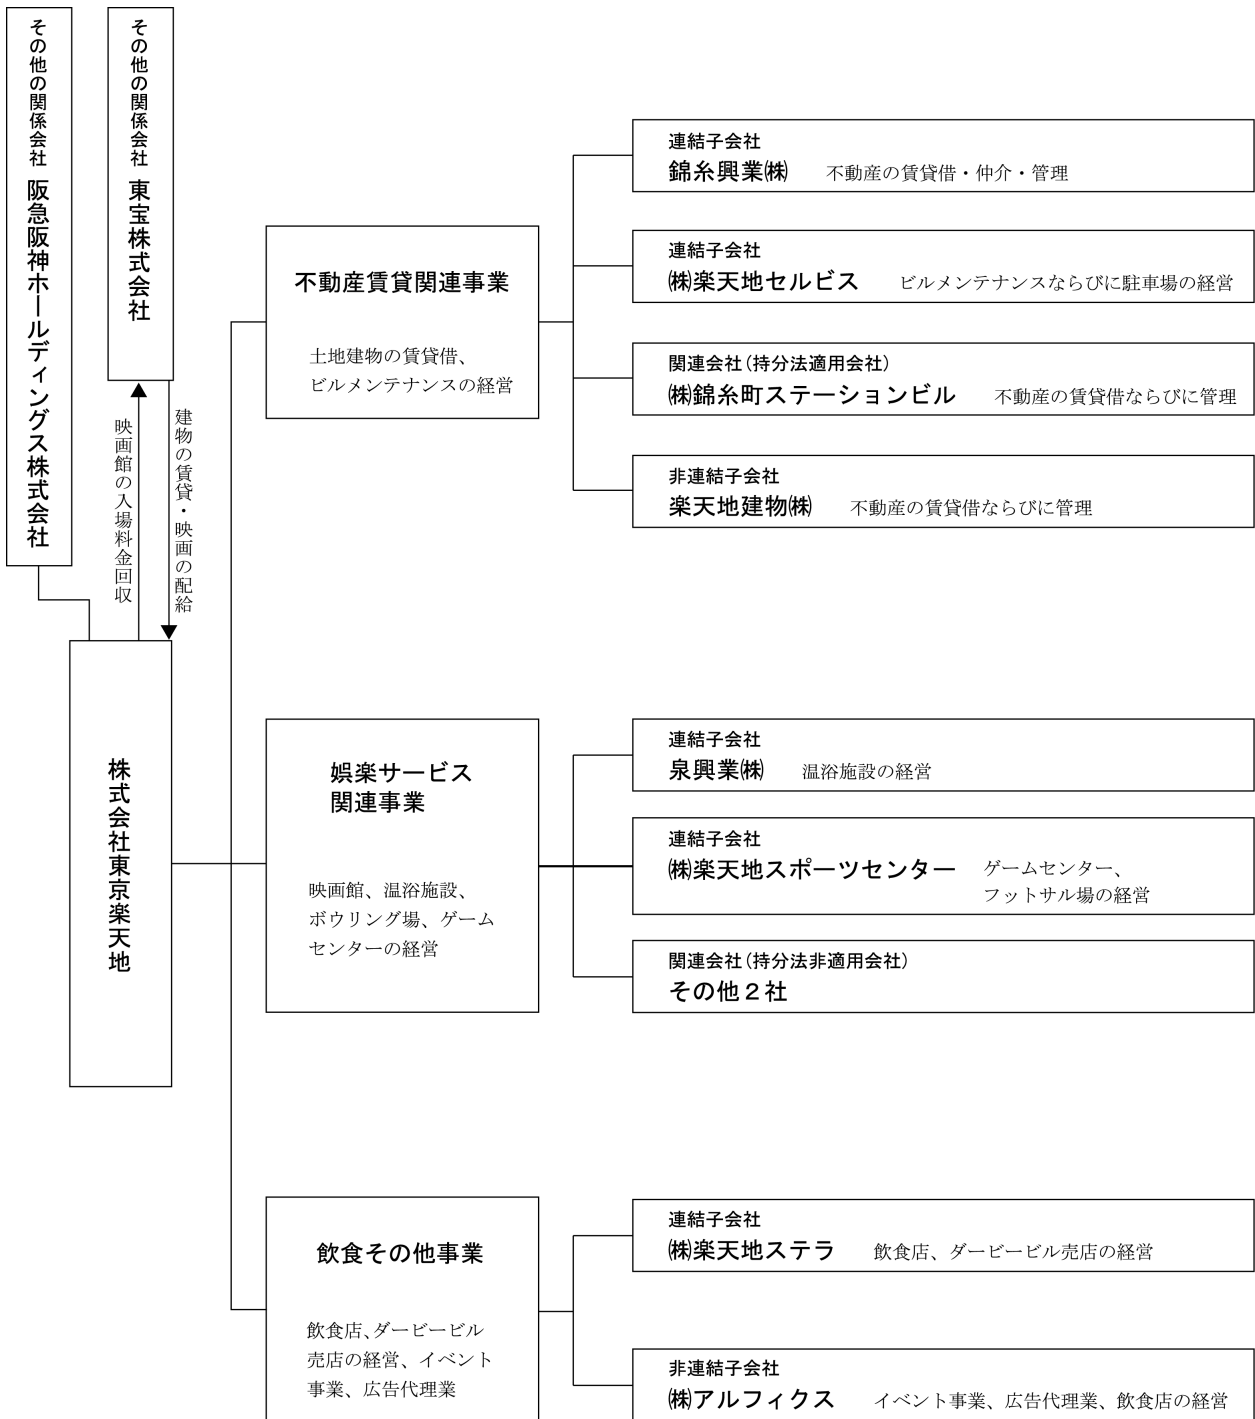 その他の関係会社 阪急阪神ホールディングス株式会社
その他の関係会社 東宝株式会社
映画館の入場料金回収
建物の賃貸・映画の配給
株式会社東京楽天地
不動産賃貸関連事業
土地建物の賃貸借、
ビルメンテナンスの経営
連結子会社
錦糸興業㈱ 不動産の賃貸借・仲介・管理
連結子会社
㈱楽天地セルビス ビルメンテナンスならびに駐車場の経営
関連会社(持分法適用会社)
㈱錦糸町ステーションビル 不動産の賃貸借ならびに管理
非連結子会社
楽天地建物㈱ 不動産の賃貸借ならびに管理
娯楽サービス
関連事業
映画館、温浴施設、
ボウリング場、ゲーム
センターの経営
連結子会社
泉興業㈱ 温浴施設の経営
連結子会社
㈱楽天地スポーツセンター ゲームセンター、
フットサル場の経営
関連会社(持分法非適用会社)
その他2社
飲食その他事業
飲食店、ダービービル
売店の経営、イベント
事業、広告代理業
連結子会社
㈱楽天地ステラ 飲食店、ダービービル売店の経営
非連結子会社
㈱アルフィクス イベント事業、広告代理業、飲食店の経営